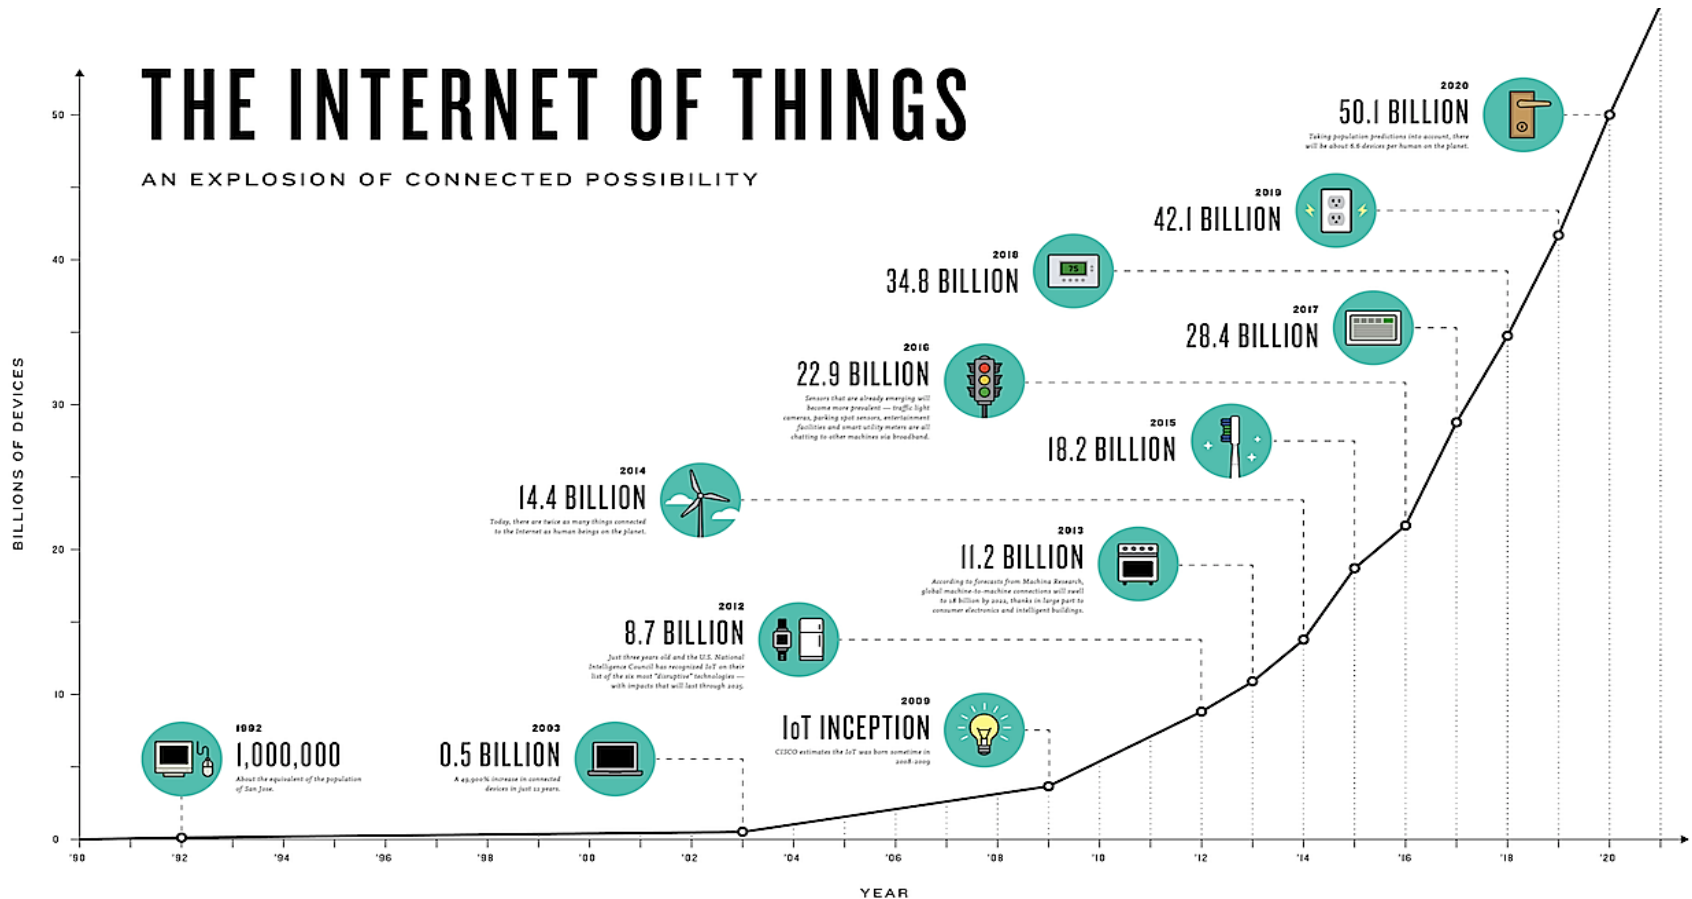 THE INTERNET OF THINGS
AN EXPLOSION OF CONNECTED POSSIBILITY
BILLIONS OF DEVICES
50
40
30
20
10
0
1992
1,000,000
About the equivalent of the population
of San Jose.
2003
0.5 BILLION
A 49,900% increase in connected
devices in just 11 years.
2009
IoT INCEPTION
CISCO estimates the IoT was born sometime in
2008-2009
2012
8.7 BILLION
Just three years old and the U.S. National
Intelligence Council has recognized IoT on their
list of the six most "disruptive" technologies —
with impacts that will last through 2025.
2013
11.2 BILLION
According to forecasts from Machina Research,
global machine-to-machine connections will swell
to 18 billion by 2022, thanks in large part to
consumer electronics and intelligent buildings.
2014
14.4 BILLION
Today, there are twice as many things connected
to the Internet as human beings on the planet.
2015
18.2 BILLION
2016
22.9 BILLION
Sensors that are already emerging will
become more prevalent — traffic light
cameras, parking spot sensors, entertainment
facilities and smart utility meters are all
chatting to other machines via broadband.
2017
28.4 BILLION
2018
34.8 BILLION
75
2019
42.1 BILLION
2020
50.1 BILLION
Taking population predictions into account, there
will be about 6.6 devices per human on the planet.
'90 '92 '94 '96 '98 '00 '02 '04 '06 '08 '10 '12 '14 '16 '18 '20
YEAR